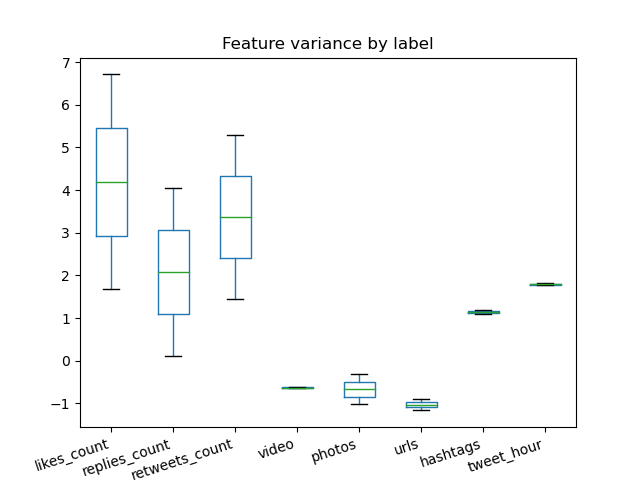 Feature variance by label
7
6
5
4
3
2
1
0
−1
likes_count
replies_count
retweets_count
video
photos
urls
hashtags
tweet_hour